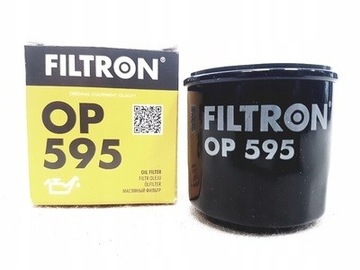 FILTRON®
ORIGINAL EQUIPMENT QUALITY
OP
595
OIL FILTER
FILTR OLEJU
ÖLFILTER
МАСЛЯНЫЙ ФИЛЬТР
FILTRON
OP 595